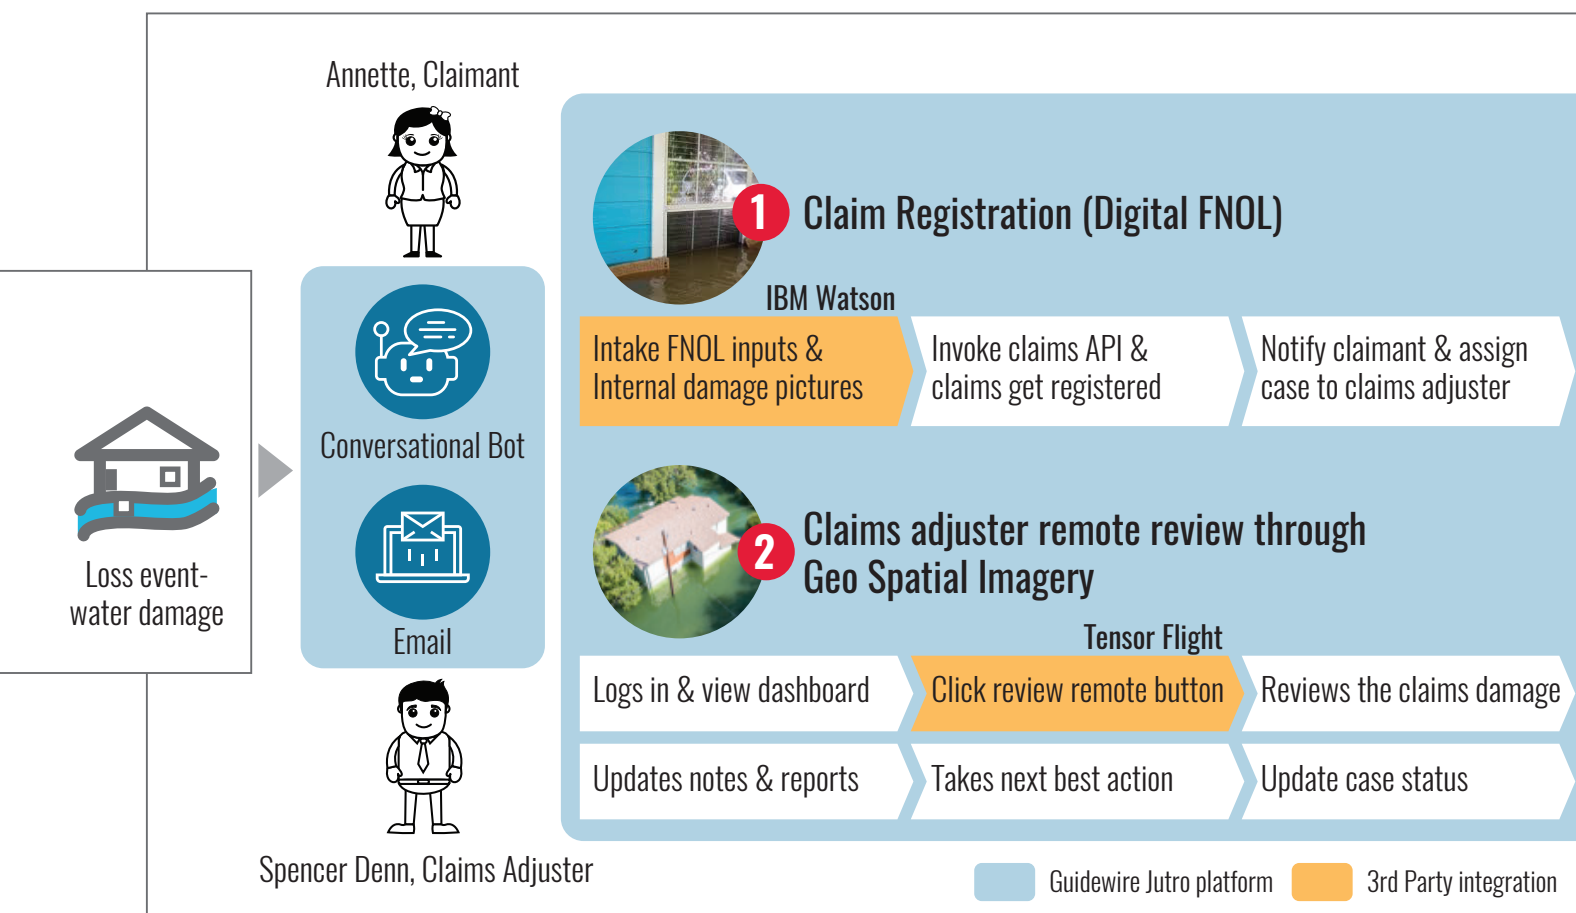 Annette, Claimant
Loss event-
water damage
Conversational Bot
Email
Spencer Denn, Claims Adjuster
1
Claim Registration (Digital FNOL)
IBM Watson
Intake FNOL inputs &
Internal damage pictures
Invoke claims API &
claims get registered
Notify claimant & assign
case to claims adjuster
2
Claims adjuster remote review through
Geo Spatial Imagery
Tensor Flight
Logs in & view dashboard
Click review remote button
Reviews the claims damage
Updates notes & reports
Takes next best action
Update case status
Guidewire Jutro platform
3rd Party integration